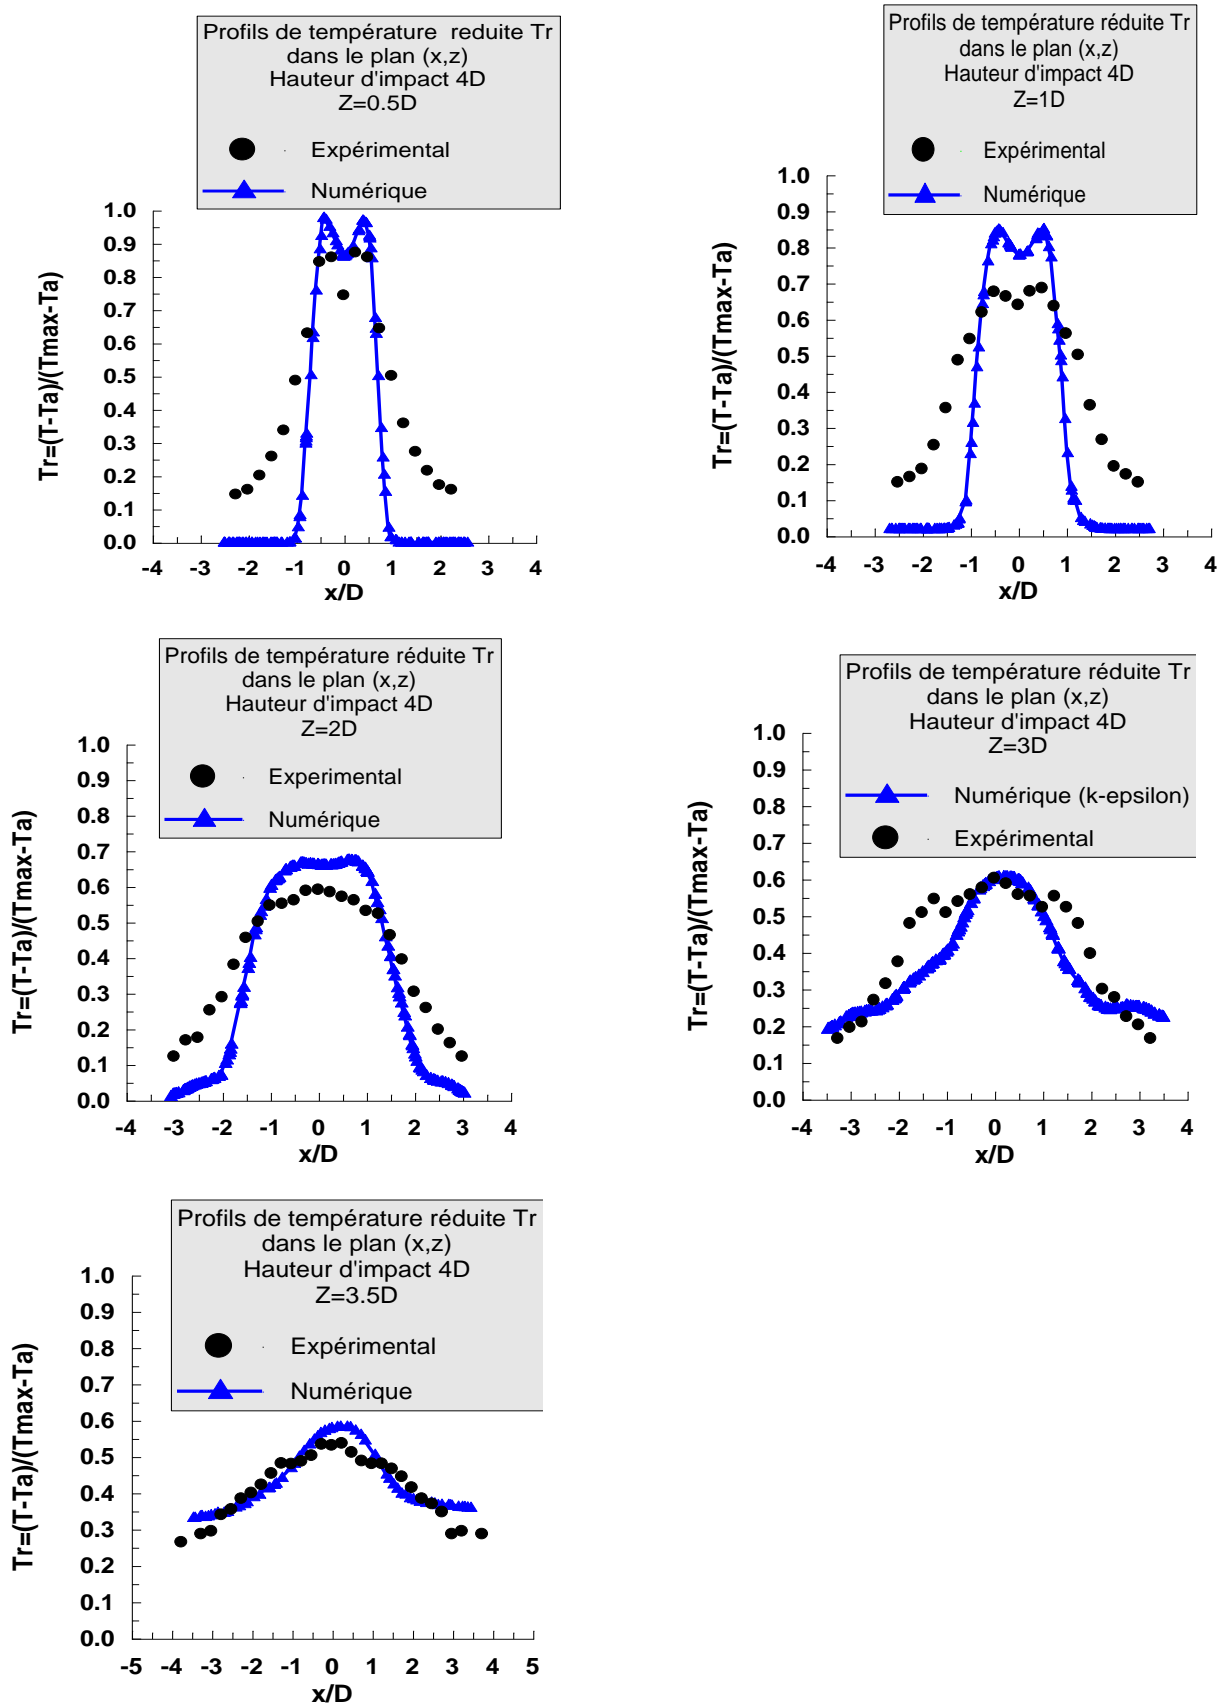 Profils de température reduite Tr
dans le plan (x,z)
Hauteur d'impact 4D
Z=0.5D
Expérimental
Numérique
1.0
0.9
0.8
0.7
0.6
0.5
0.4
0.3
0.2
0.1
0.0
Tr=(T-Ta)/(Tmax-Ta)
-4 -3 -2 -1 0 1 2 3 4
x/D
Profils de température réduite Tr
dans le plan (x,z)
Hauteur d'impact 4D
Z=1D
Expérimental
Numérique
1.0
0.9
0.8
0.7
0.6
0.5
0.4
0.3
0.2
0.1
0.0
Tr=(T-Ta)/(Tmax-Ta)
-4 -3 -2 -1 0 1 2 3 4
x/D
Profils de température réduite Tr
dans le plan (x,z)
Hauteur d'impact 4D
Z=2D
Experimental
Numérique
1.0
0.9
0.8
0.7
0.6
0.5
0.4
0.3
0.2
0.1
0.0
Tr=(T-Ta)/(Tmax-Ta)
-4 -3 -2 -1 0 1 2 3 4
x/D
Profils de température réduite Tr
dans le plan (x,z)
Hauteur d'impact 4D
Z=3D
Numérique (k-epsilon)
Expérimental
1.0
0.9
0.8
0.7
0.6
0.5
0.4
0.3
0.2
0.1
0.0
Tr=(T-Ta)/(Tmax-Ta)
-4 -3 -2 -1 0 1 2 3 4
x/D
Profils de température réduite Tr
dans le plan (x,z)
Hauteur d'impact 4D
Z=3.5D
Expérimental
Numérique
1.0
0.9
0.8
0.7
0.6
0.5
0.4
0.3
0.2
0.1
0.0
Tr=(T-Ta)/(Tmax-Ta)
-5 -4 -3 -2 -1 0 1 2 3 4 5
x/D